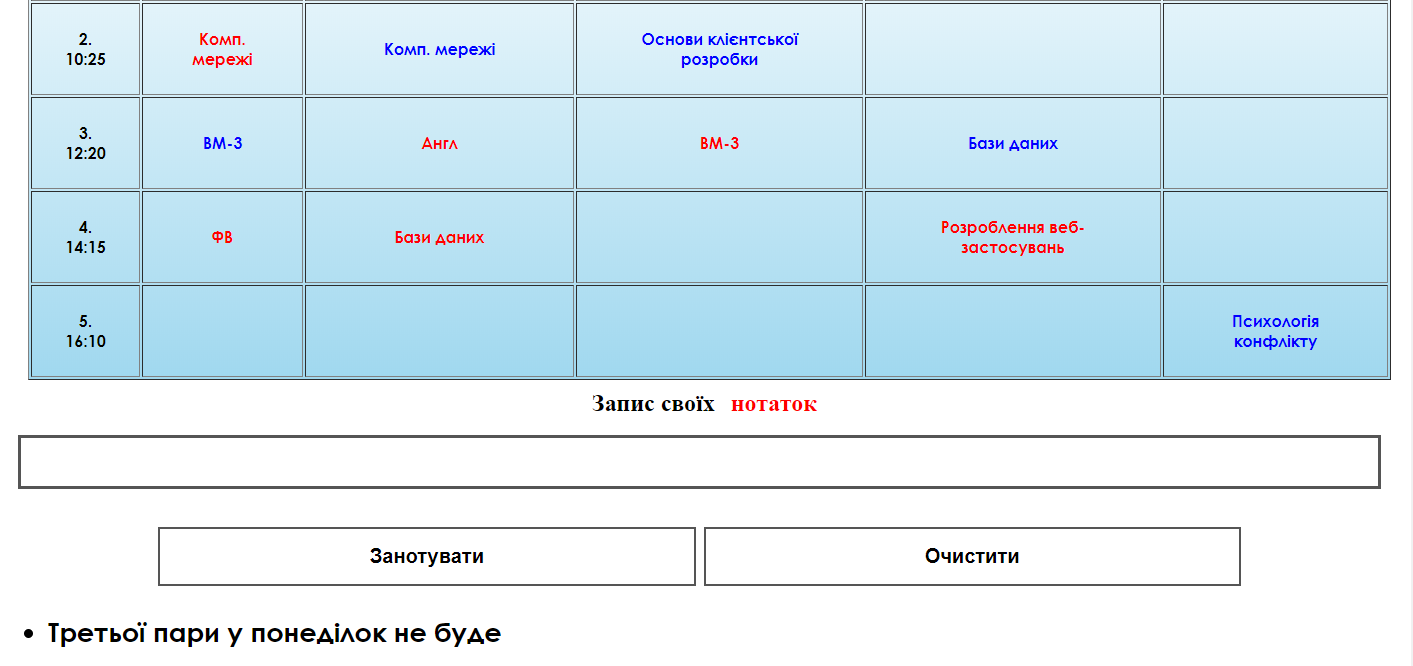 2.
10:25
Комп.
мережі
Комп. мережі
Основи клієнтської
розробки
3.
12:20
ВМ-3
Англ
ВМ-3
Бази даних
4.
14:15
ФВ
Бази даних
Розроблення веб-
застосувань
5.
16:10
Психологія
конфлікту
Запис своїх нотаток
Занотувати
Очистити
• Третьої пари у понеділок не буде